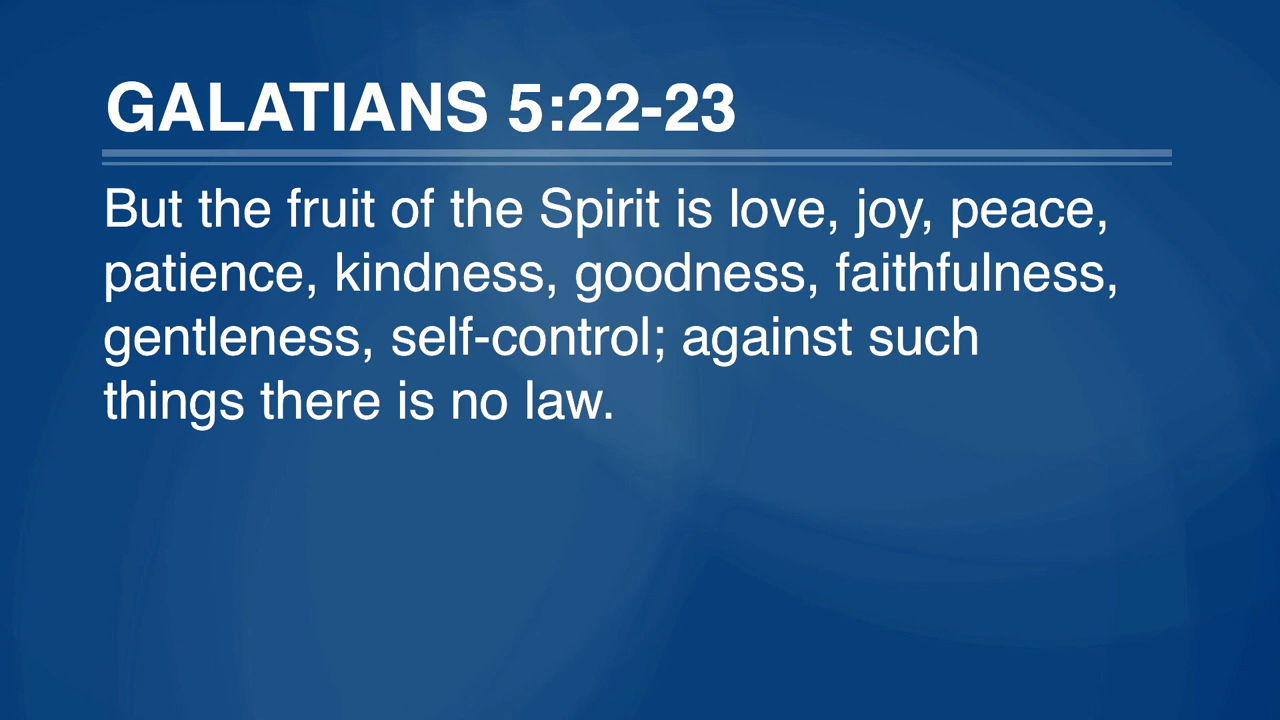 GALATIANS 5:22-23
But the fruit of the Spirit is love, joy, peace,
patience, kindness, goodness, faithfulness,
gentleness, self-control; against such
things there is no law.